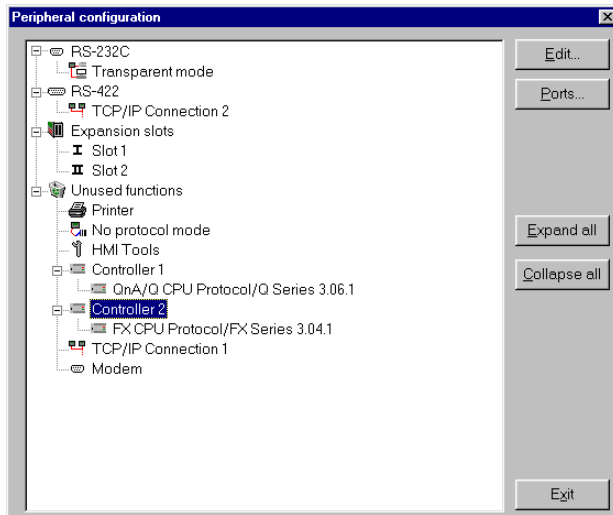 Peripheral configuration
RS-232C
Transparent mode
RS-422
TCP/IP Connection 2
Expansion slots
I Slot 1
II Slot 2
Unused functions
Printer
No protocol mode
HMI Tools
Controller 1
QnA/Q CPU Protocol/Q Series 3.06.1
Controller 2
FX CPU Protocol/FX Series 3.04.1
TCP/IP Connection 1
Modem
Edit...
Ports...
Expand all
Collapse all
Exit